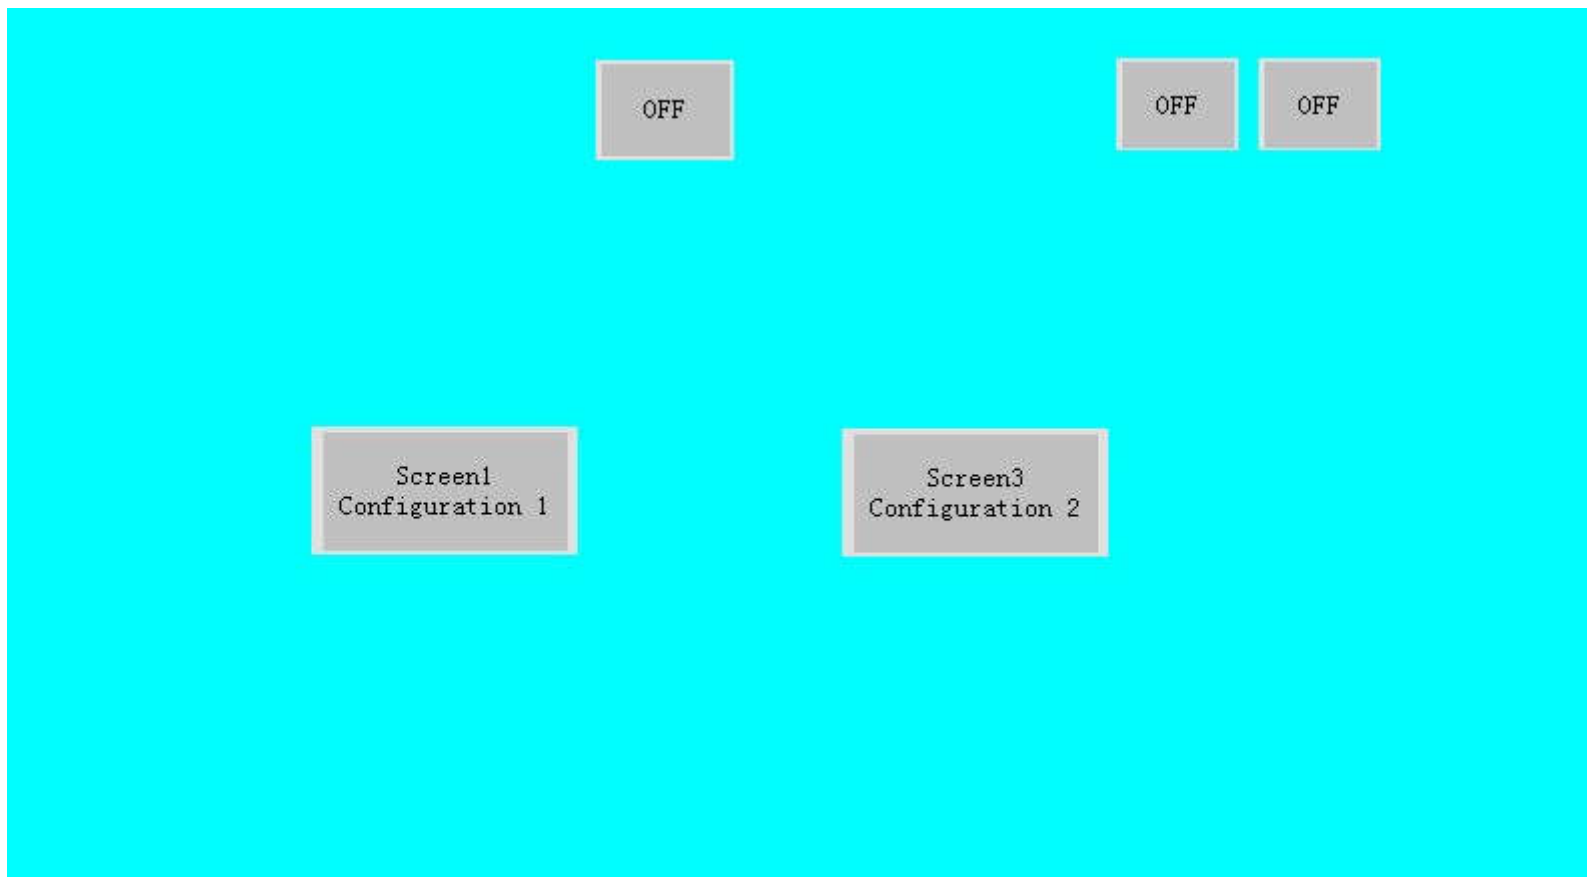 OFF
OFF
OFF
Screen1
Configuration 1
Screen3
Configuration 2